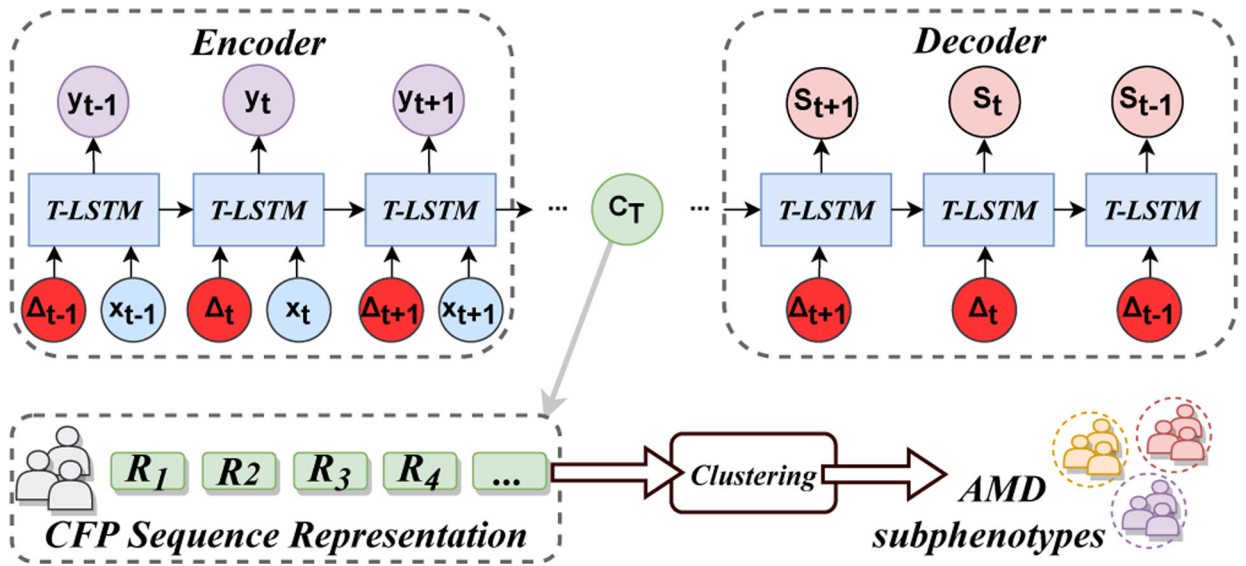 Encoder
Decoder
yt-1 yt yt+1
St+1 St St-1
T-LSTM T-LSTM T-LSTM ... CT ... T-LSTM T-LSTM T-LSTM
Δt-1 xt-1 Δt xt Δt+1 xt+1
Δt+1 Δt Δt-1
R1 R2 R3 R4 ...
CFP Sequence Representation
Clustering
AMD
subphenotypes